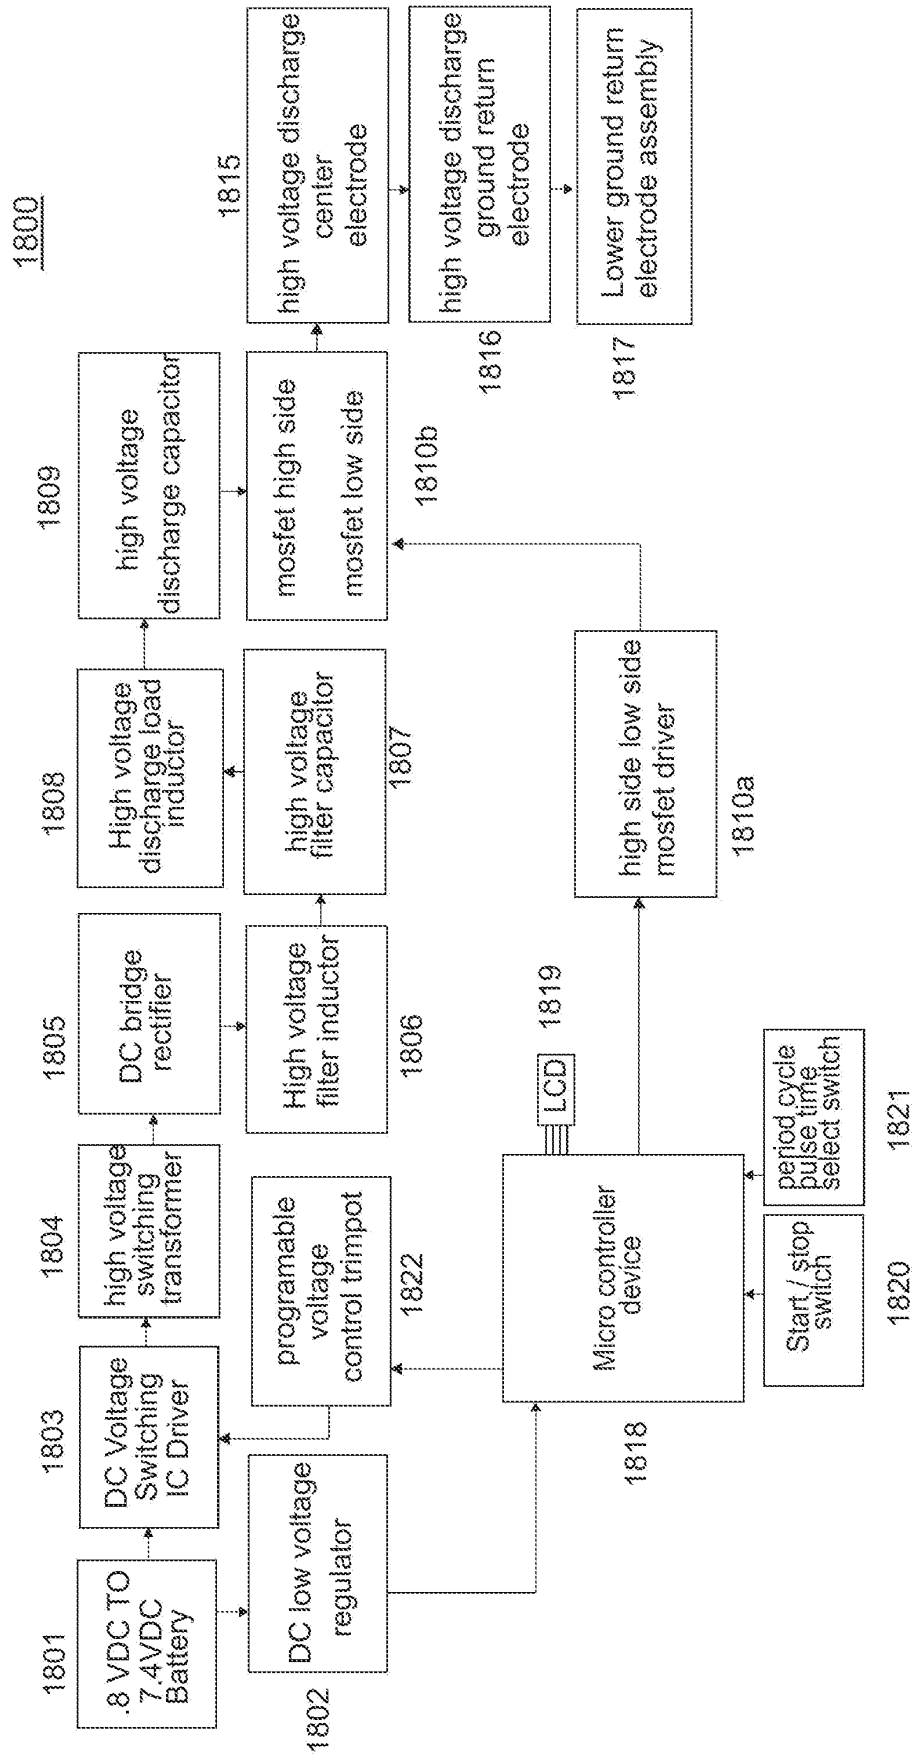 1800
1801
.8 VDC TO
7.4VDC
Battery
1802
DC low voltage
regulator
1803
DC Voltage
Switching
IC Driver
1804
high voltage
switching
transformer
1822
programable
voltage
control trimpot
1805
DC bridge
rectifier
1806
High voltage
filter inductor
1807
high voltage
filter capacitor
1808
High voltage
discharge load
inductor
1809
high voltage
discharge capacitor
1810b
mosfet high side
mosfet low side
1815
high voltage discharge
center
electrode
1816
high voltage discharge
ground return
electrode
1817
Lower ground return
electrode assembly
1810a
high side low side
mosfet driver
1818
Micro controller
device
1819
LCD
1820
Start / stop
switch
1821
period cycle
pulse time
select switch